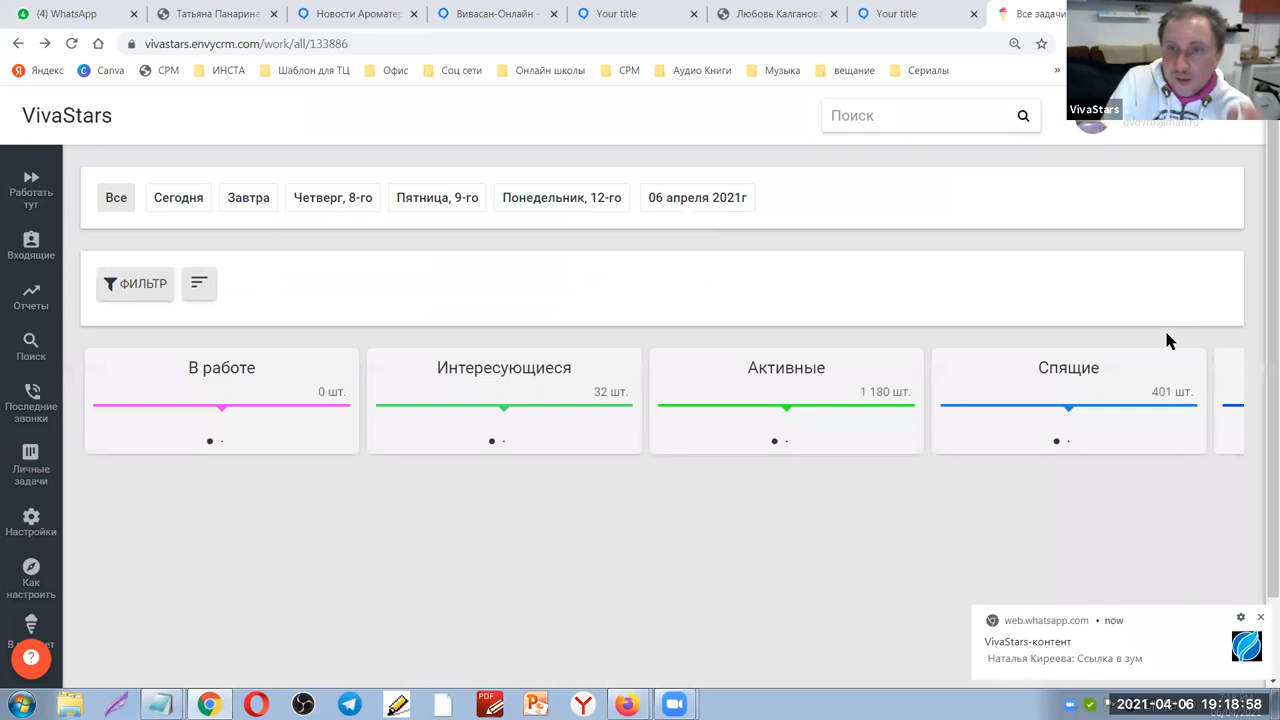 (4) WhatsApp
Татьяна Панарин
Новости Аромате
Вивасан-Онлайн
Your title
Любовь Калганов
Your title
Все задачи
vivastars.envycrm.com/work/all/133886
Яндекс
Canva
СРМ
ИНСТА
Шаблон для ТЦ
Офис
Соц сети
Онлайн школы
СРМ
Аудио Книги
Музыка
вещание
Сериалы
»
VivaStars
VivaStars
Поиск
Работать тут
Входящие
Отчеты
Поиск
Последние звонки
Личные задачи
Настройки
Как настроить
Все
Сегодня
Завтра
Четверг, 8-го
Пятница, 9-го
Понедельник, 12-го
06 апреля 2021г
ФИЛЬТР
В работе
0 шт.
Интересующиеся
32 шт.
Активные
1 180 шт.
Спящие
401 шт.
web.whatsapp.com • now
VivaStars-контент
Наталья Киреева: Ссылка в зум
2021-04-06 19:18:58